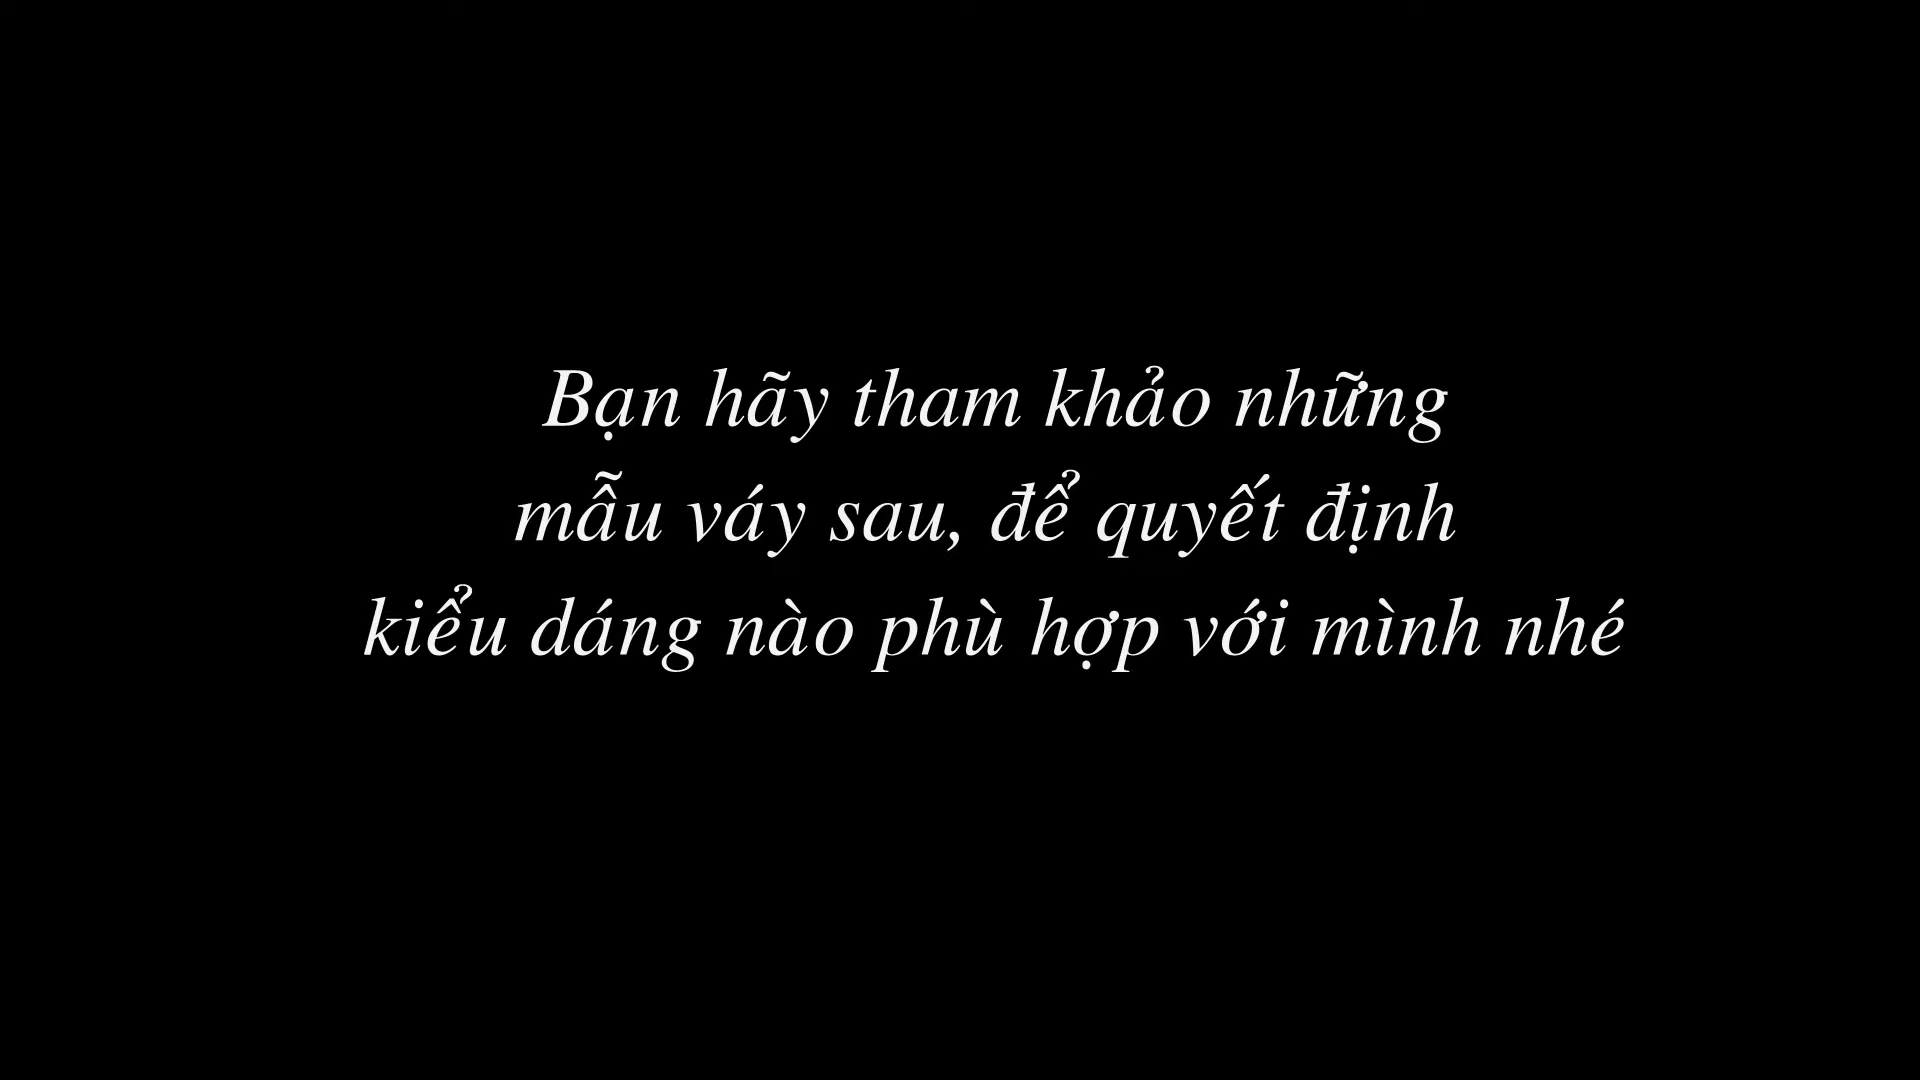 Bạn hãy tham khảo những
mẫu váy sau, để quyết định
kiểu dáng nào phù hợp với mình nhé